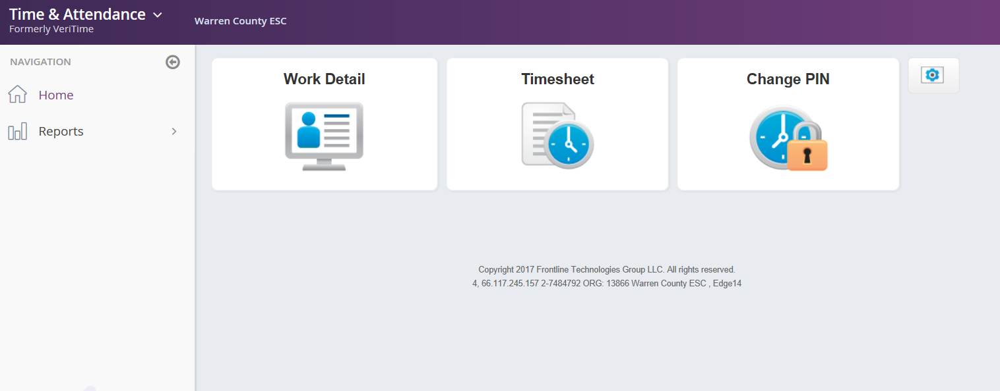 Time & Attendance
Formerly VeriTime
Warren County ESC
NAVIGATION
Home
Reports
Work Detail
Timesheet
Change PIN
Copyright 2017 Frontline Technologies Group LLC. All rights reserved.
4, 66.117.245.157 2-7484792 ORG: 13866 Warren County ESC , Edge14